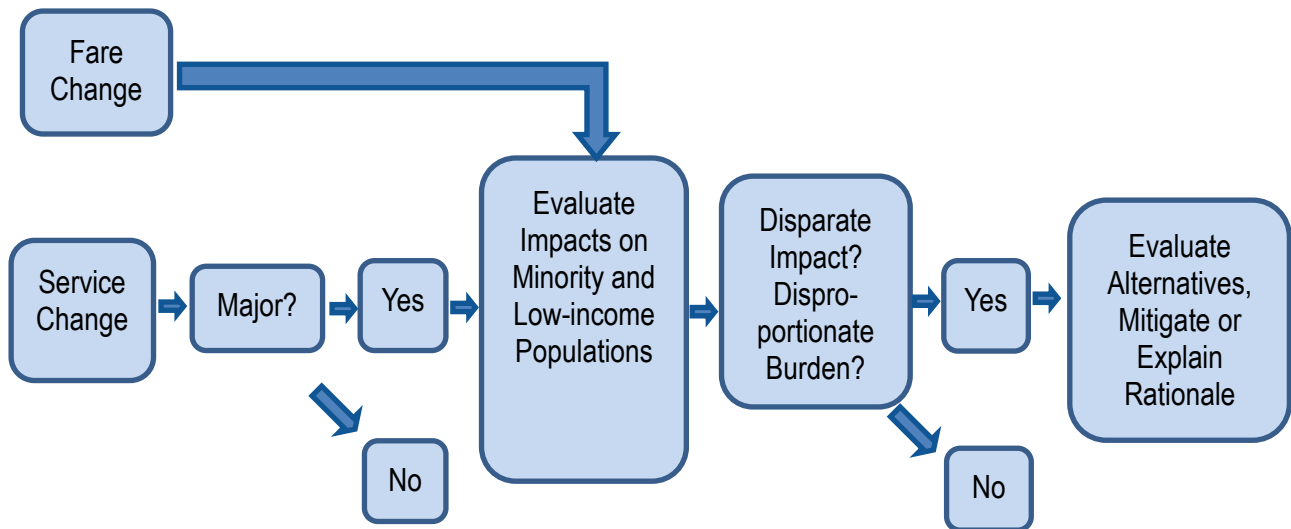 Fare
Change
Service
Change
Major?
Yes
No
Evaluate
Impacts on
Minority and
Low-income
Populations
Disparate
Impact?
Dispro-
portionate
Burden?
Yes
No
Evaluate
Alternatives,
Mitigate or
Explain
Rationale